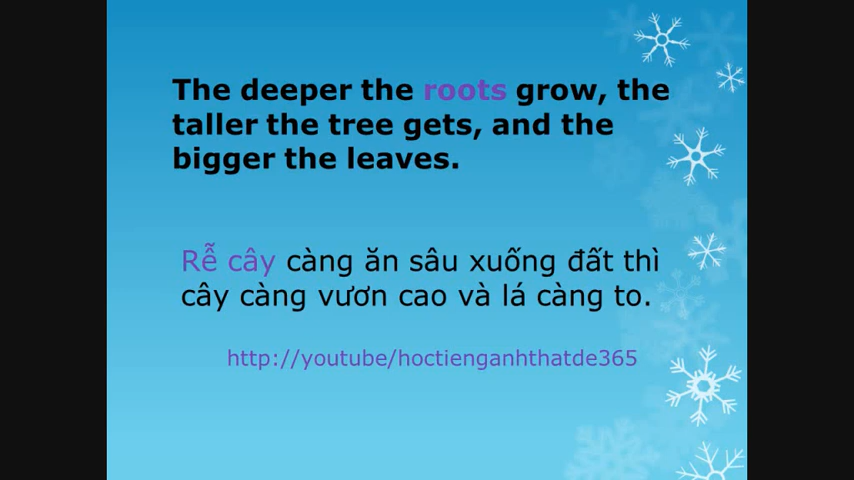 The deeper the roots grow, the
taller the tree gets, and the
bigger the leaves.
Rễ cây càng ăn sâu xuống đất thì
cây càng vươn cao và lá càng to.
http://youtube/hoctienganhthatde365